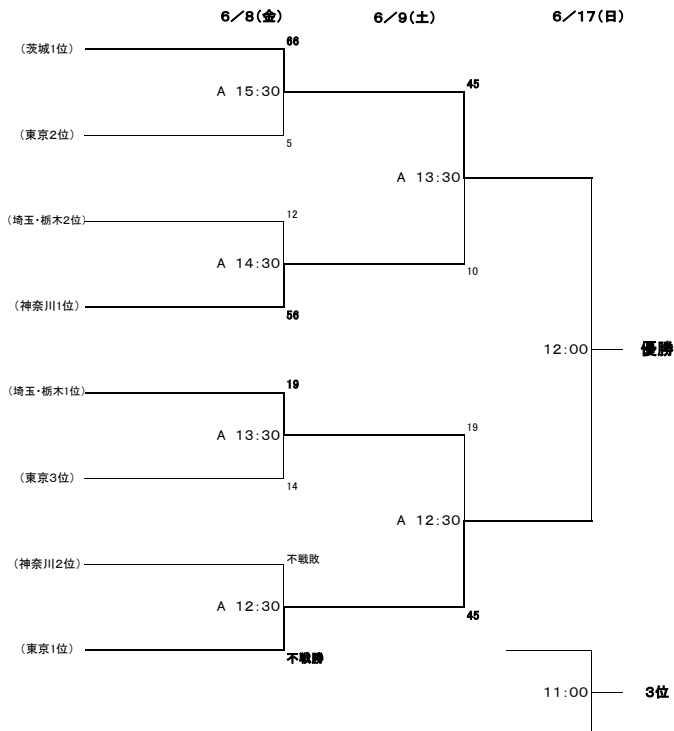 6／8(金) 6／9(土) 6／17(日)
66
(茨城1位)
A 15:30 45
(東京2位)
5
A 13:30
12
(埼玉・栃木2位)
A 14:30
10
(神奈川1位)
56
12:00 優勝
19
(埼玉・栃木1位)
A 13:30 19
(東京3位)
14
A 12:30
不戦敗
(神奈川2位)
A 12:30
45
(東京1位)
不戦勝
11:00 3位